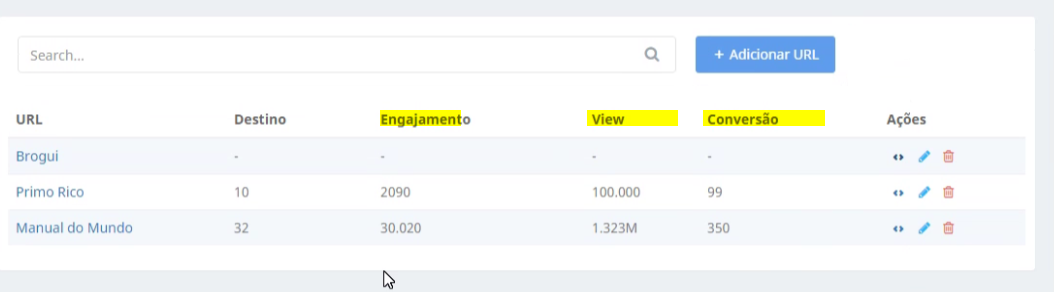 Search...
+ Adicionar URL
URL Destino Engajamento View Conversão Ações
Brogui - - - -
Primo Rico 10 2090 100.000 99
Manual do Mundo 32 30.020 1.323M 350